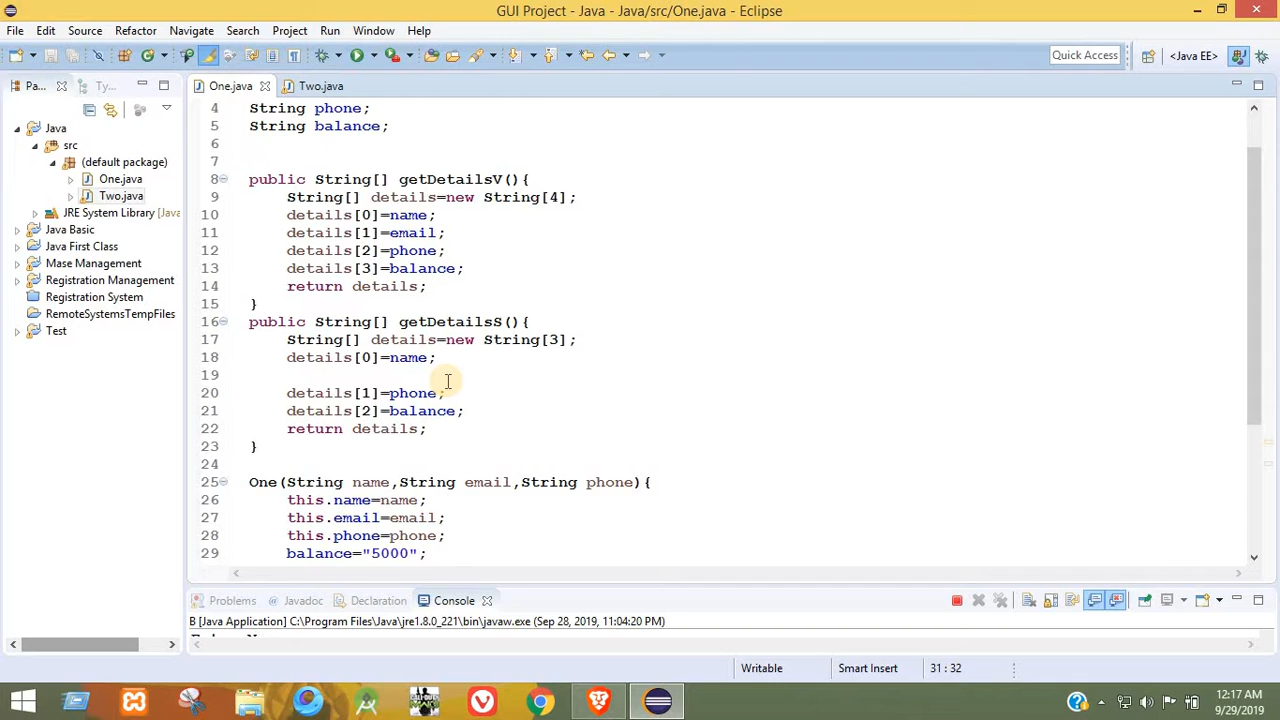 GUI Project - Java - Java/src/One.java - Eclipse
File Edit Source Refactor Navigate Search Project Run Window Help
Quick Access
<Java EE>
Pa...
Ty...
One.java
Two.java
Java
src
(default package)
One.java
Two.java
JRE System Library [Java
Java Basic
Java First Class
Mase Management
Registration Management
Registration System
RemoteSystemsTempFiles
Test
4 String phone;
5 String balance;
6
7
8 public String[] getDetailsV(){
9 String[] details=new String[4];
10 details[0]=name;
11 details[1]=email;
12 details[2]=phone;
13 details[3]=balance;
14 return details;
15 }
16 public String[] getDetailsS(){
17 String[] details=new String[3];
18 details[0]=name;
19
20 details[1]=phone;
21 details[2]=balance;
22 return details;
23 }
24
25 One(String name,String email,String phone){
26 this.name=name;
27 this.email=email;
28 this.phone=phone;
29 balance="5000";
Problems Javadoc Declaration Console
B [Java Application] C:\Program Files\Java\jre1.8.0_221\bin\javaw.exe (Sep 28, 2019, 11:04:20 PM)
Writable Smart Insert 31 : 32
12:17 AM
9/29/2019